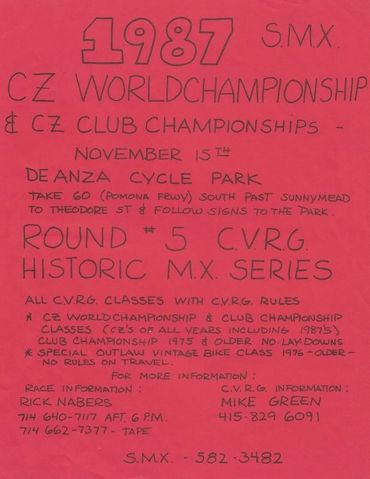 1987 S.M.X.
CZ WORLDCHAMPIONSHIP
& CZ CLUB CHAMPIONSHIPS -
NOVEMBER 15TH
DE ANZA CYCLE PARK
TAKE 60 (POMONA FRWY) SOUTH PAST SUNNYMEAD
TO THEODORE ST & FOLLOW SIGNS TO THE PARK.
ROUND #5 C.V.R.G.
HISTORIC M.X. SERIES
ALL C.V.R.G. CLASSES WITH C.V.R.G. RULES
& CZ WORLDCHAMPIONSHIP & CLUB CHAMPIONSHIP
CLASSES (CZ'S OF ALL YEARS INCLUDING 1987'S)
CLUB CHAMPIONSHIP 1975 & OLDER NO LAY-DOWNS
& SPECIAL OUTLAW VINTAGE BIKE CLASS 1976 - OLDER -
NO RULES ON TRAVEL.
FOR MORE INFORMATION:
RACE INFORMATION: C.V.R.G. INFORMATION:
RICK NABERS MIKE GREEN
714 640-7117 AFT. 6 P.M. 415-829 6091
714 662-7377 - TAPE
S.M.X. - 582-3482